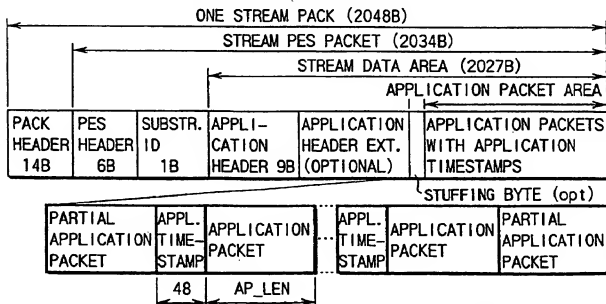 ONE STREAM PACK (2048B)
STREAM PES PACKET (2034B)
STREAM DATA AREA (2027B)
APPLICATION PACKET AREA
PACK
HEADER
14B
PES
HEADER
6B
SUBSTR.
ID
1B
APPLI-
CATION
HEADER 9B
APPLICATION
HEADER EXT.
(OPTIONAL)
APPLICATION PACKETS
WITH APPLICATION
TIMESTAMPS
STUFFING BYTE (opt)
PARTIAL
APPLICATION
PACKET
APPL.
TIME-
STAMP
APPLICATION
PACKET
APPL.
TIME-
STAMP
APPLICATION
PACKET
PARTIAL
APPLICATION
PACKET
48
AP_LEN